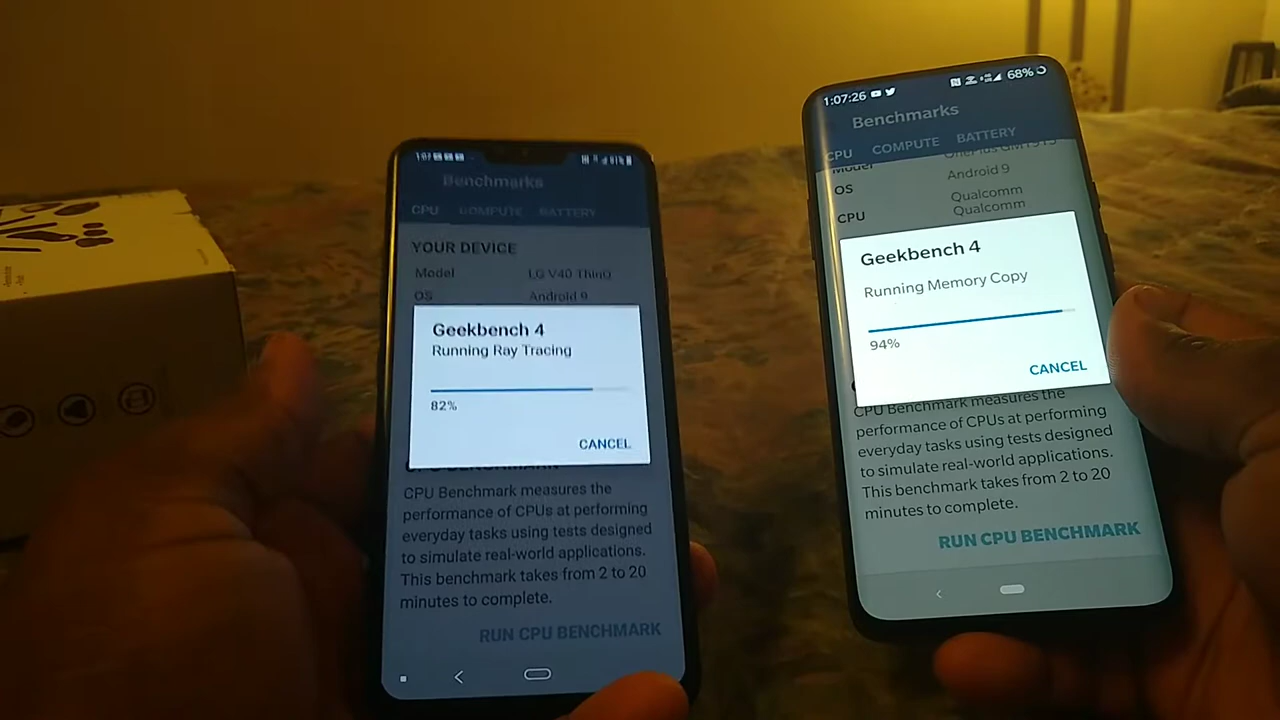 1:07
Benchmarks
CPU COMPUTE BATTERY
YOUR DEVICE
Model LG V40 ThinQ
OS Android 9
Geekbench 4
Running Ray Tracing
82%
CANCEL
CPU Benchmark measures the
performance of CPUs at performing
everyday tasks using tests designed
to simulate real-world applications.
This benchmark takes from 2 to 20
minutes to complete.
RUN CPU BENCHMARK
1:07:26 68%
Benchmarks
CPU COMPUTE BATTERY
Model OnePlus
OS Android 9
CPU Qualcomm
Qualcomm
Geekbench 4
Running Memory Copy
94%
CANCEL
CPU Benchmark measures the
performance of CPUs at performing
everyday tasks using tests designed
to simulate real-world applications.
This benchmark takes from 2 to 20
minutes to complete.
RUN CPU BENCHMARK